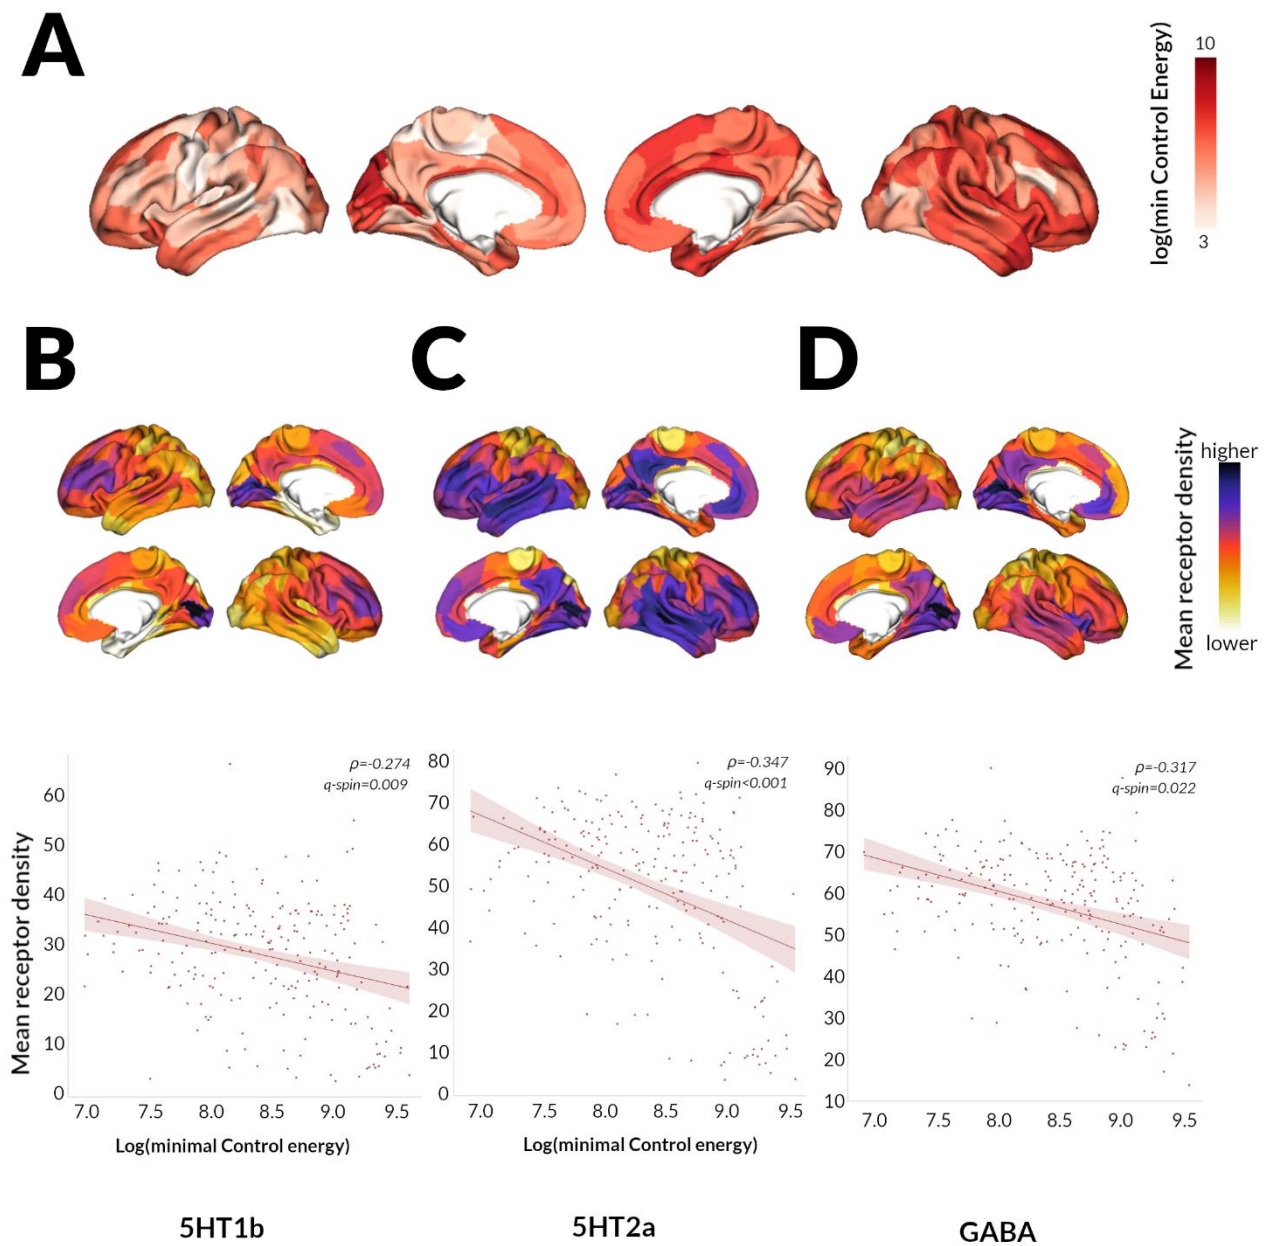 A
log(min Control Energy)
10
3
B
C
D
Mean receptor density
higher
lower
Mean receptor density
60
50
40
30
20
10
0
ρ=-0.274
q-spin=0.009
7.0 7.5 8.0 8.5 9.0 9.5
Log(minimal Control energy)
80
70
60
50
40
30
20
10
0
ρ=-0.347
q-spin<0.001
7.0 7.5 8.0 8.5 9.0 9.5
Log(minimal Control energy)
90
80
70
60
50
40
30
20
10
ρ=-0.317
q-spin=0.022
7.0 7.5 8.0 8.5 9.0 9.5
5HT1b
5HT2a
GABA